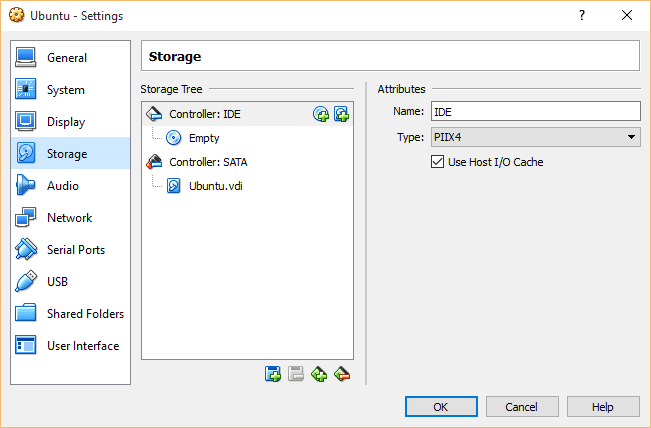 Ubuntu - Settings
General
System
Display
Storage
Audio
Network
Serial Ports
USB
Shared Folders
User Interface
Storage
Storage Tree
Controller: IDE
Empty
Controller: SATA
Ubuntu.vdi
Attributes
Name: IDE
Type: PIIX4
Use Host I/O Cache
OK Cancel Help